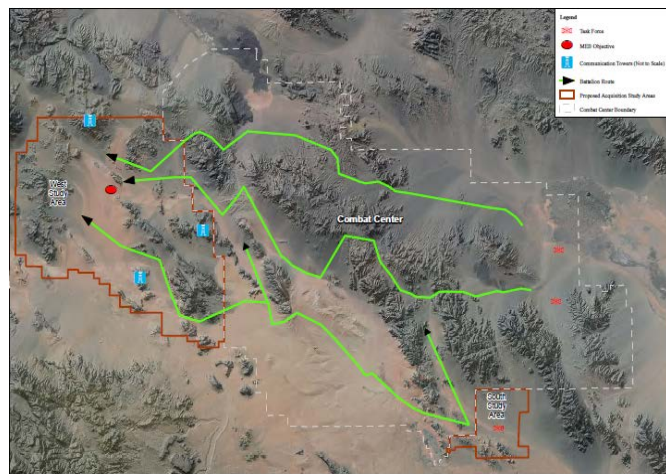 Legend
Task Force
MEB Objective
Communication Towers (Not to Scale)
Battalion Route
Proposed Acquisition Study Areas
Combat Center Boundary
West
Study
Area
Combat Center
South
Study
Area